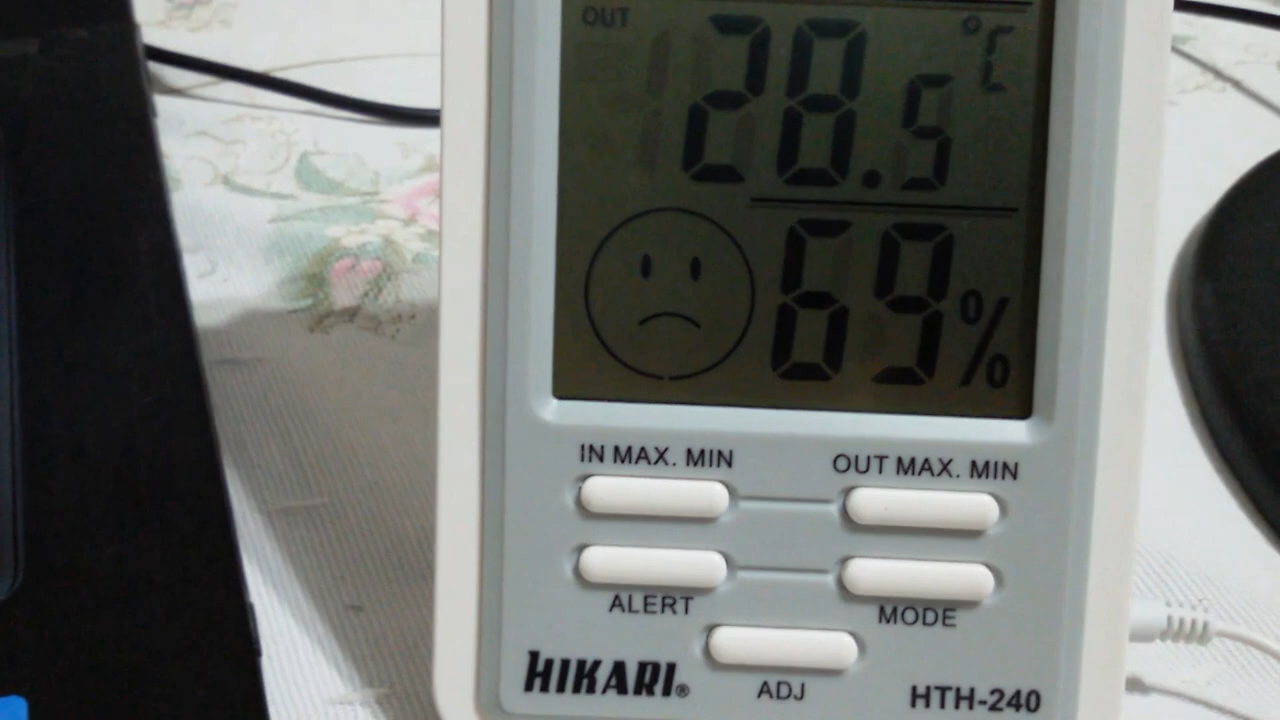 OUT
28.5 °C
69 %
IN MAX. MIN
OUT MAX. MIN
ALERT
MODE
ADJ
HIKARI®
HTH-240